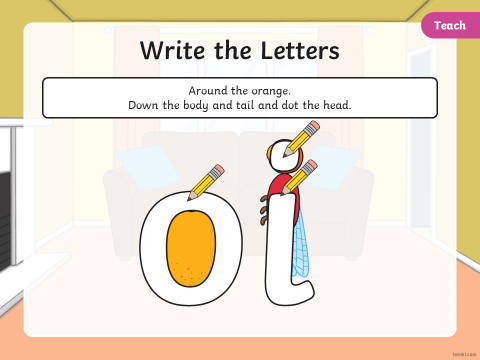 Teach
Write the Letters
Around the orange.
Down the body and tail and dot the head.
o i
twinkl.com